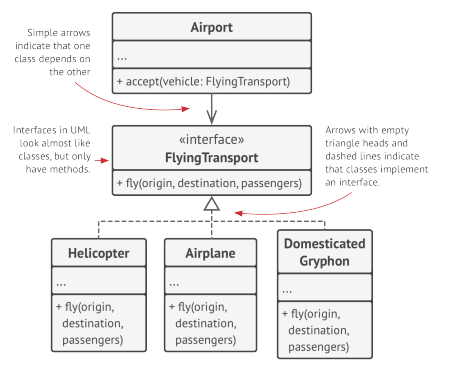 Simple arrows
indicate that one
class depends on
the other
Airport
...
+ accept(vehicle: FlyingTransport)
Interfaces in UML
look almost like
classes, but only
have methods.
«interface»
FlyingTransport
+ fly(origin, destination, passengers)
Arrows with empty
triangle heads and
dashed lines indicate
that classes implement
an interface.
Helicopter
...
+ fly(origin,
destination,
passengers)
Airplane
...
+ fly(origin,
destination,
passengers)
Domesticated
Gryphon
...
+ fly(origin,
destination,
passengers)